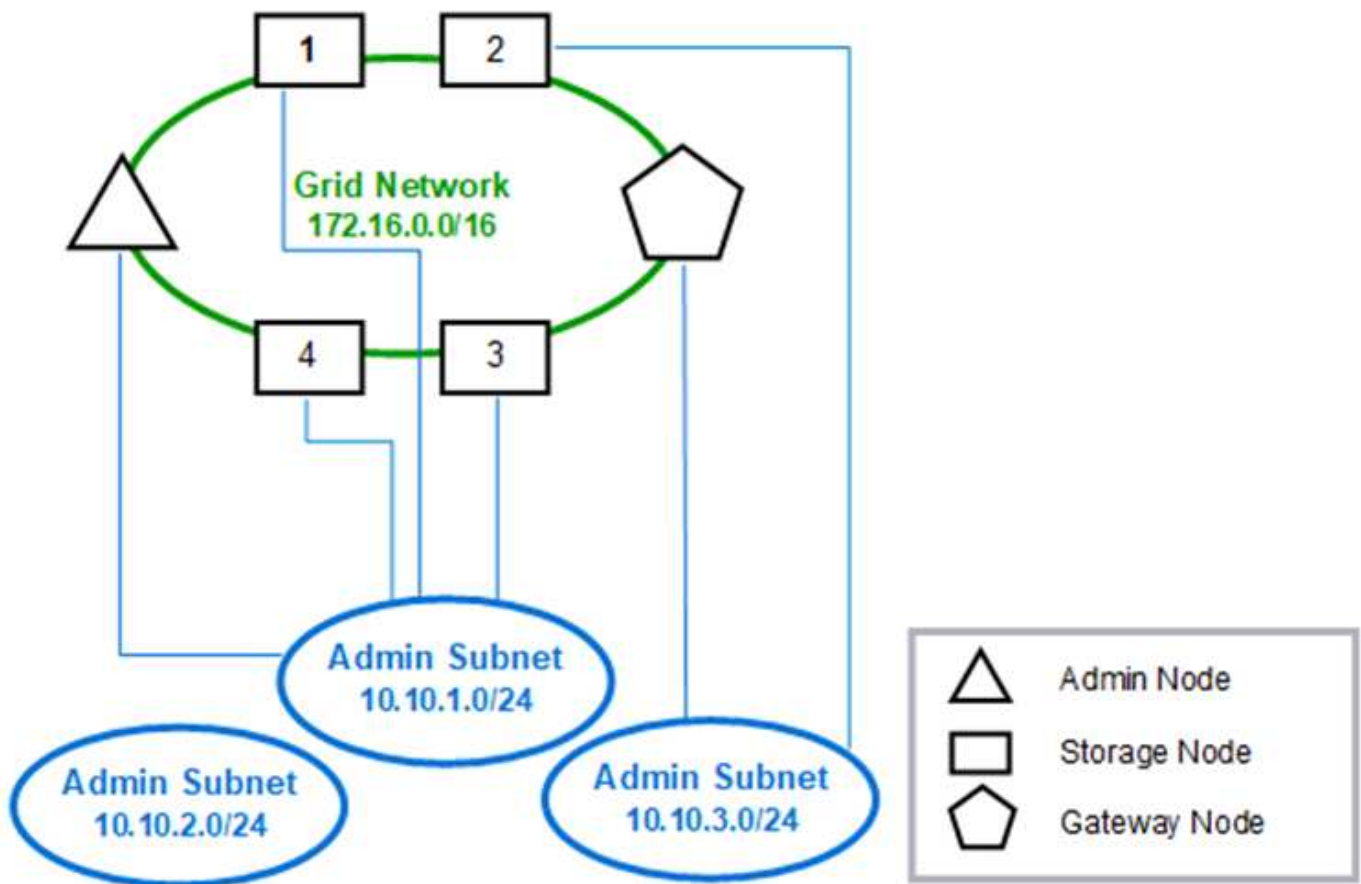 1
2
Grid Network
172.16.0.0/16
4
3
Admin Subnet
10.10.1.0/24
Admin Subnet
10.10.2.0/24
Admin Subnet
10.10.3.0/24
Admin Node
Storage Node
Gateway Node